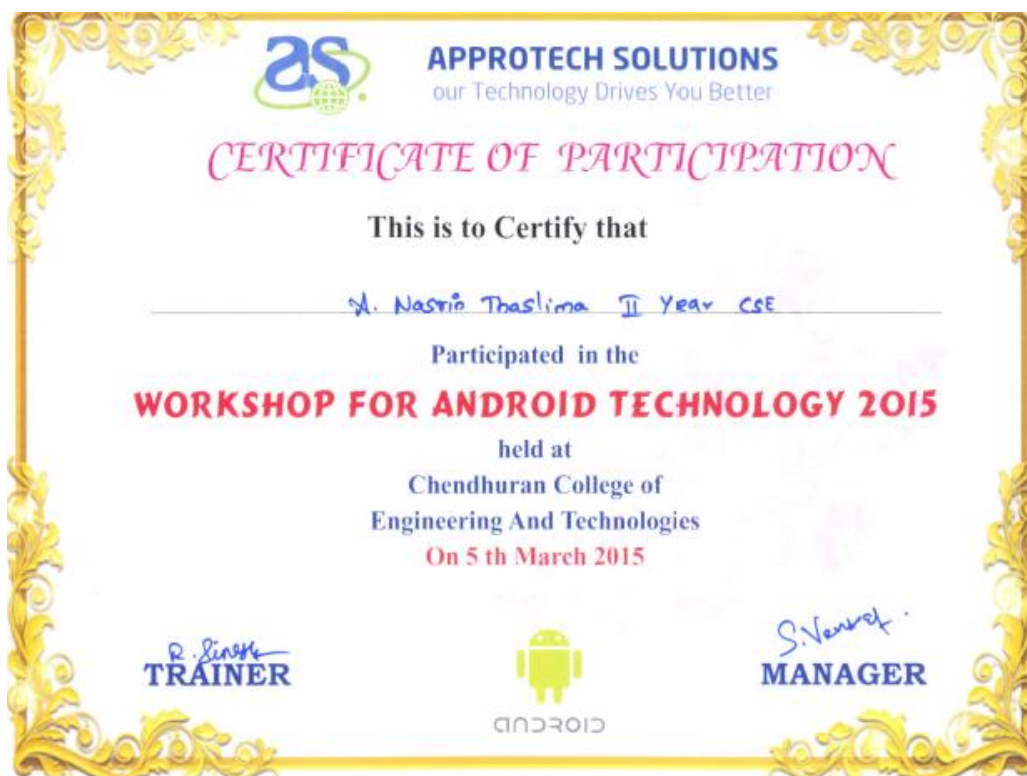 as
APPROTECH SOLUTIONS
our Technology Drives You Better
CERTIFICATE OF PARTICIPATION
This is to Certify that
A. Nasrin Thaslima II Year CSE
Participated in the
WORKSHOP FOR ANDROID TECHNOLOGY 2015
held at
Chendhuran College of
Engineering And Technologies
On 5 th March 2015
TRAINER
MANAGER
ANDROID